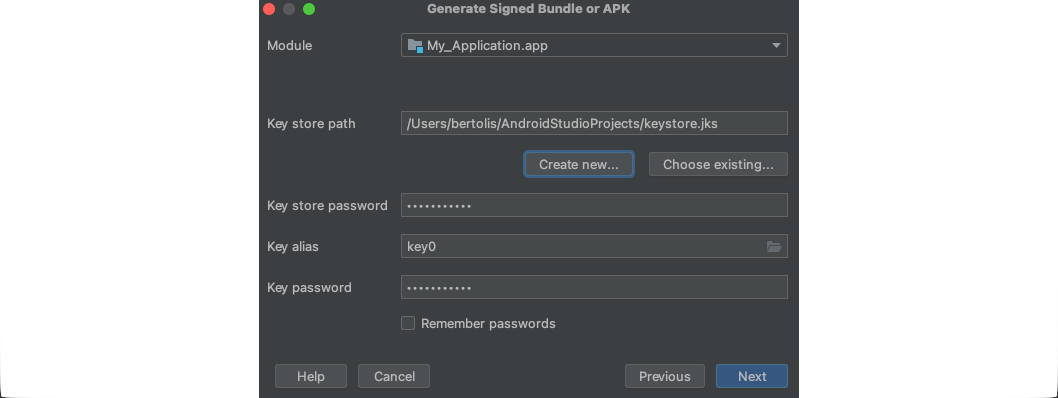 Generate Signed Bundle or APK
Module My_Application.app
Key store path /Users/bertolis/AndroidStudioProjects/keystore.jks
Create new... Choose existing...
Key store password •••••••••••
Key alias key0
Key password •••••••••••
Remember passwords
Help Cancel Previous Next